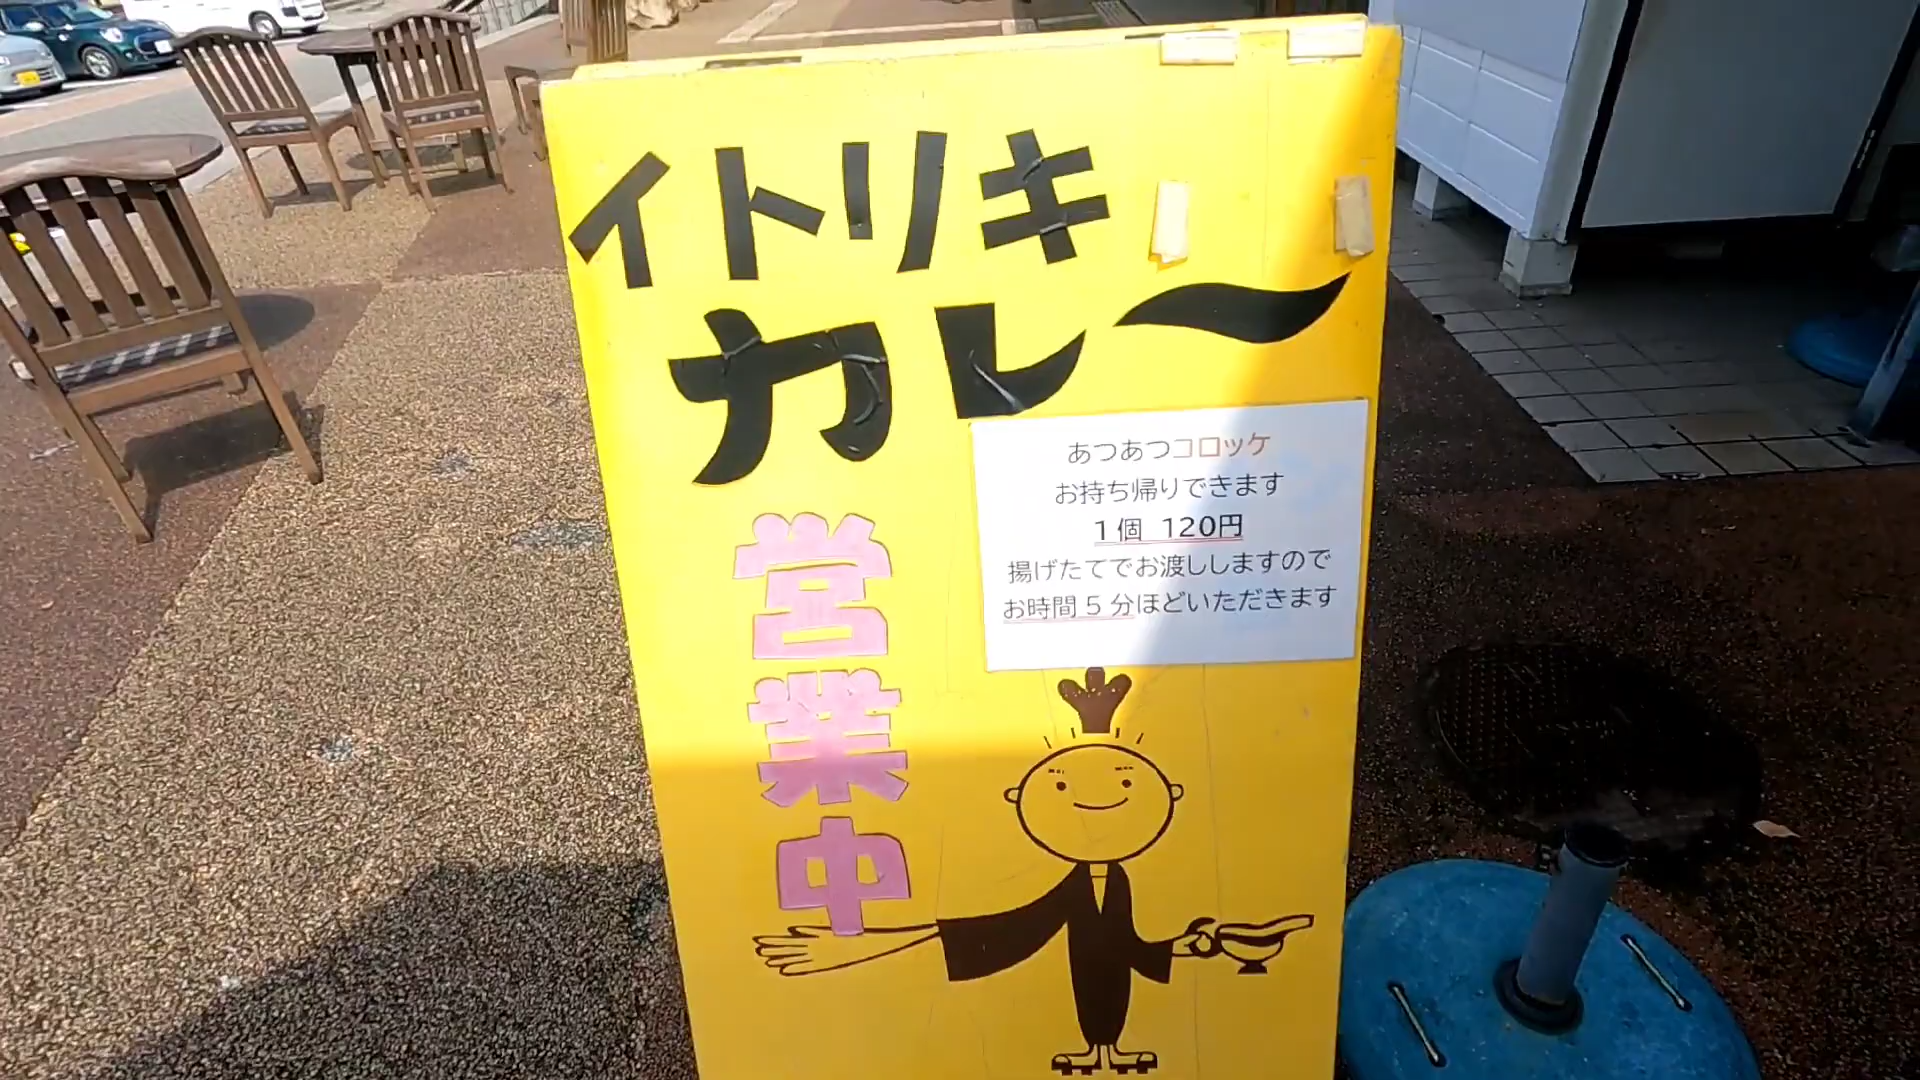 イトリキ
カレー
営業中
あつあつコロッケ
お持ち帰りできます
1個 120円
揚げたてでお渡ししますので
お時間5分ほどいただきます